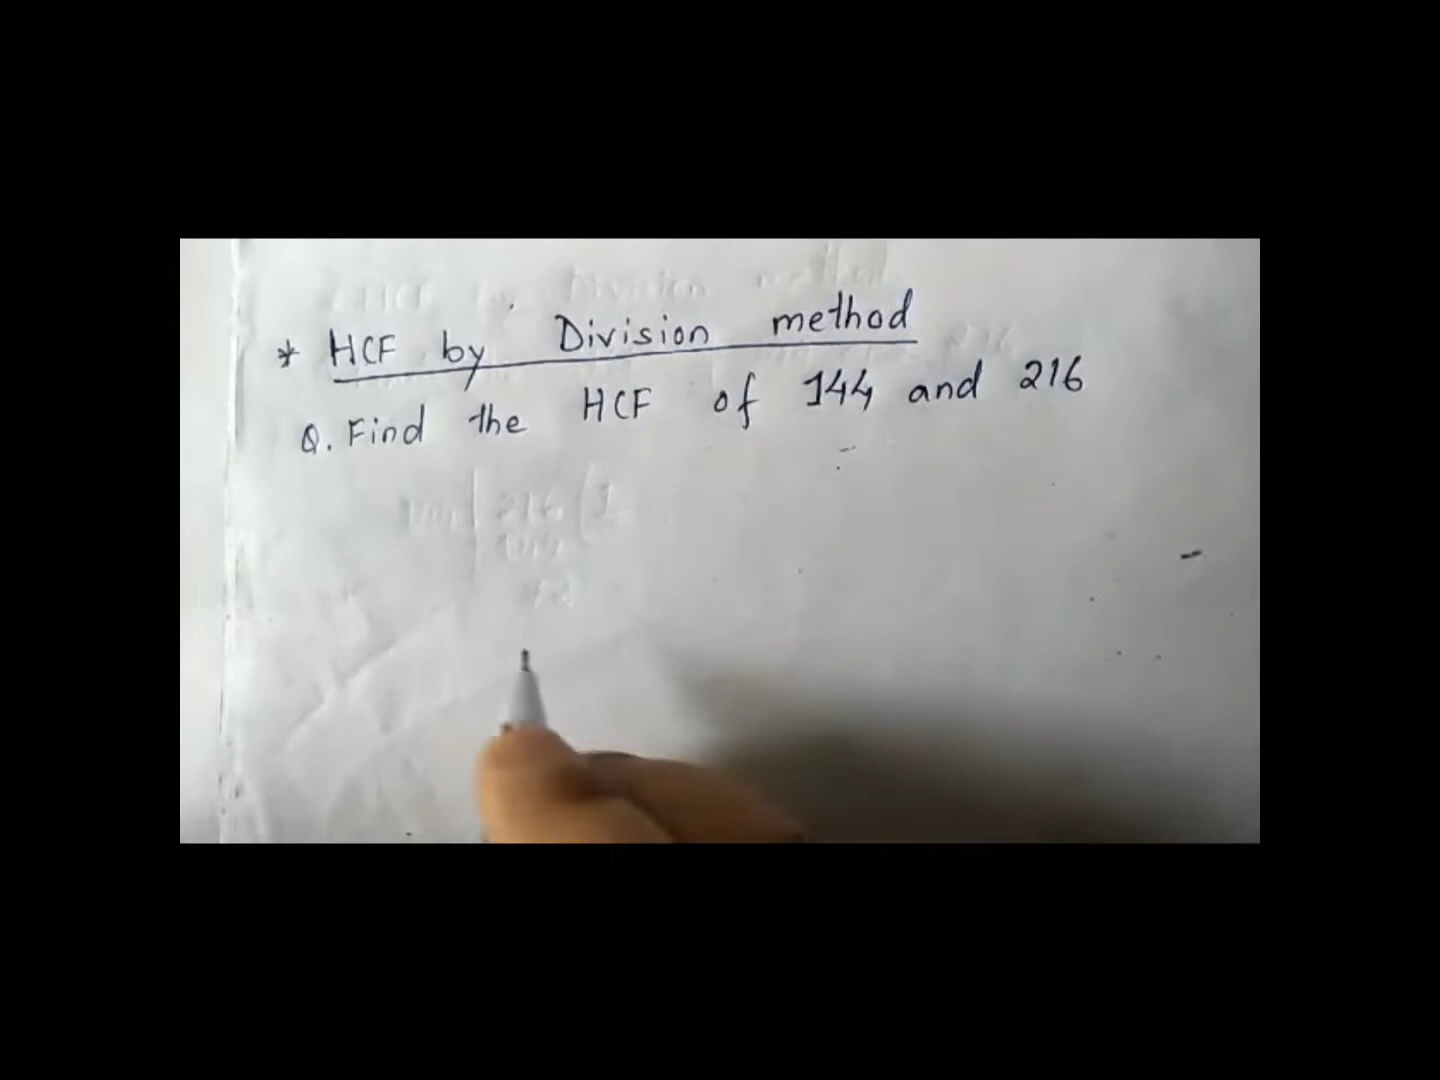 * HCF by Division method
Q. Find the HCF of 144 and 216